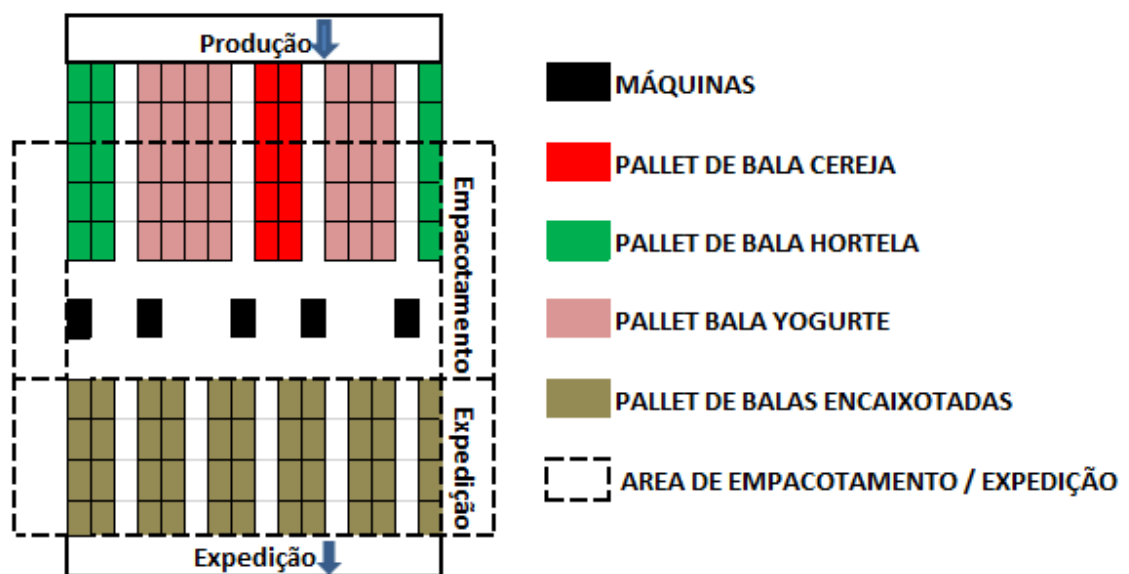 Produção
Empacotamento
Expedição
Expedição
MÁQUINAS
PALLET DE BALA CEREJA
PALLET DE BALA HORTELA
PALLET BALA YOGURTE
PALLET DE BALAS ENCAIXOTADAS
AREA DE EMPACOTAMENTO / EXPEDIÇÃO